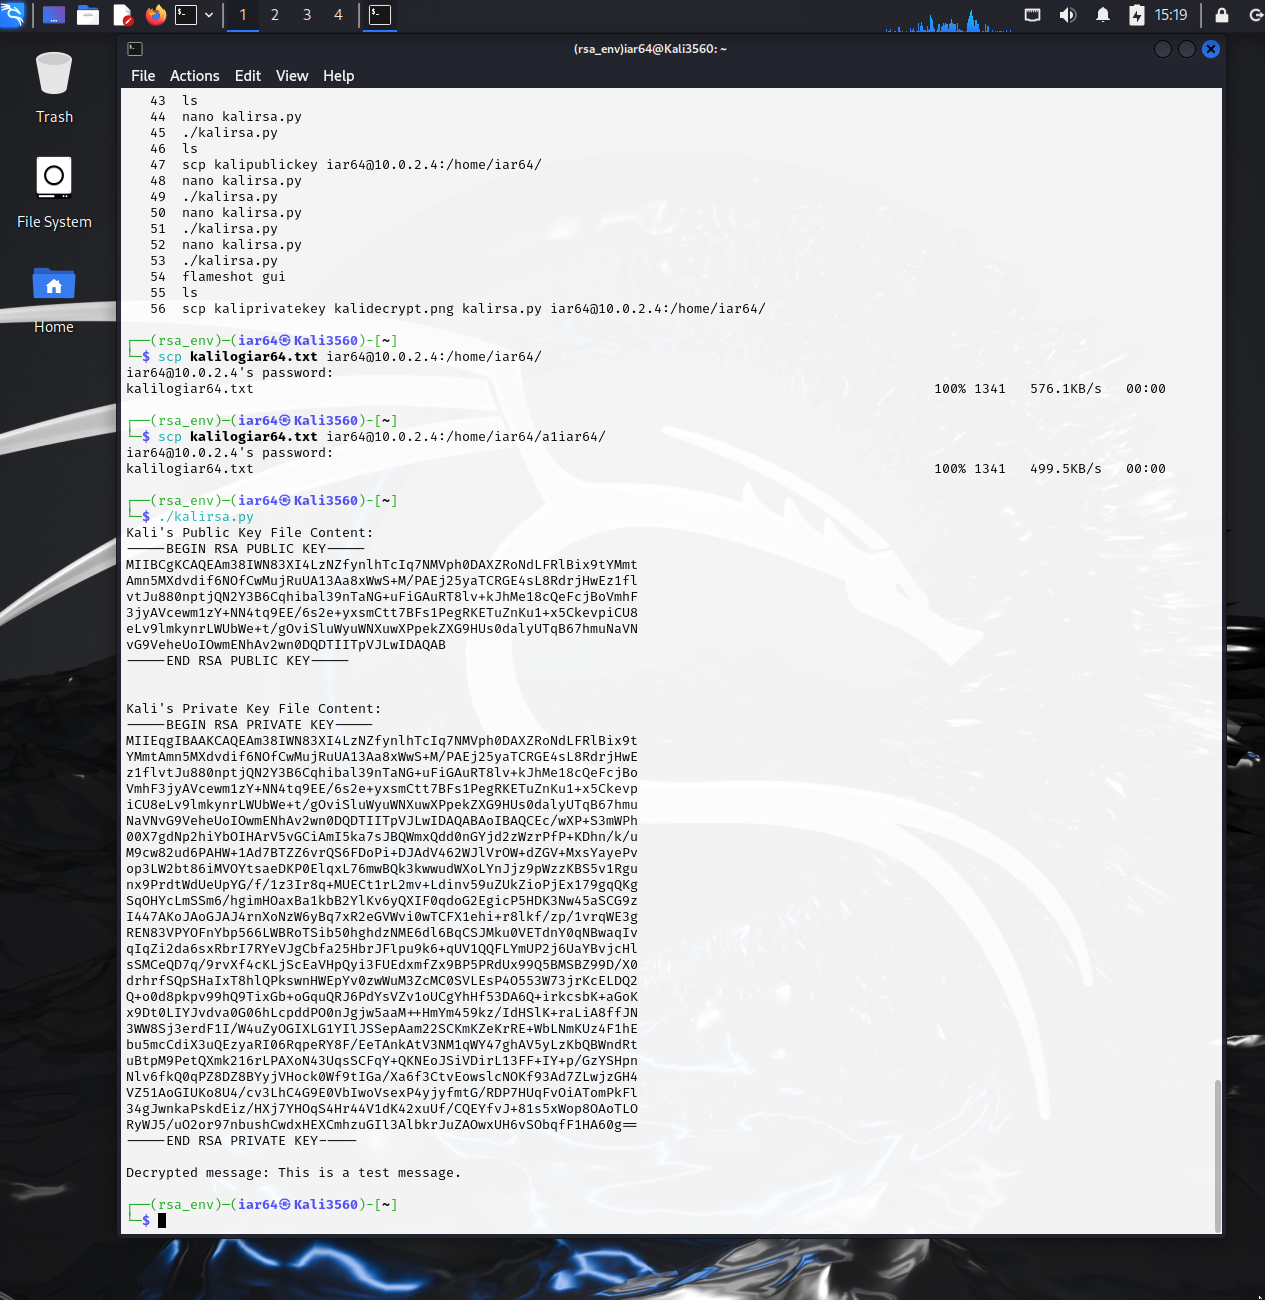 1 2 3 4 15:19
(rsa_env)iar64@Kali3560: ~
File Actions Edit View Help
Trash
File System
Home
43 ls
44 nano kalirsa.py
45 ./kalirsa.py
46 ls
47 scp kalipublickey iar64@10.0.2.4:/home/iar64/
48 nano kalirsa.py
49 ./kalirsa.py
50 nano kalirsa.py
51 ./kalirsa.py
52 nano kalirsa.py
53 ./kalirsa.py
54 flameshot gui
55 ls
56 scp kaliprivatekey kalidecrypt.png kalirsa.py iar64@10.0.2.4:/home/iar64/
┌──(rsa_env)─(iar64㉿Kali3560)-[~]
└─$ scp kalilogiar64.txt iar64@10.0.2.4:/home/iar64/
iar64@10.0.2.4's password:
kalilogiar64.txt 100% 1341 576.1KB/s 00:00
┌──(rsa_env)─(iar64㉿Kali3560)-[~]
└─$ scp kalilogiar64.txt iar64@10.0.2.4:/home/iar64/a1iar64/
iar64@10.0.2.4's password:
kalilogiar64.txt 100% 1341 499.5KB/s 00:00
┌──(rsa_env)─(iar64㉿Kali3560)-[~]
└─$ ./kalirsa.py
Kali's Public Key File Content:
-----BEGIN RSA PUBLIC KEY-----
MIIBCgKCAQEAm38IWN83XI4LzNZfynlhTcIq7NMVph0DAXZRoNdLFRlBix9tYMmt
Amn5MXdvdif6NOfCwMujRuUA13Aa8xWwS+M/PAEj25yaTCRGE4sL8RdrjHwEz1fl
vtJu880nptjQN2Y3B6Cqhibal39nTaNG+uFiGAuRT8lv+kJhMe18cQeFcjBoVmhF
3jyAVcewm1zY+NN4tq9EE/6s2e+yxsmCtt7BFs1PegRKETuZnKu1+x5CkevpiCU8
eLv9lmkynrLWUbWe+t/gOviSluWyuWNXuwXPpekZXG9HUs0dalyUTqB67hmuNaVN
vG9VeheUoIOwmENhAv2wn0DQDTIITpVJLwIDAQAB
-----END RSA PUBLIC KEY-----
Kali's Private Key File Content:
-----BEGIN RSA PRIVATE KEY-----
MIIEqgIBAAKCAQEAm38IWN83XI4LzNZfynlhTcIq7NMVph0DAXZRoNdLFRlBix9t
YMmtAmn5MXdvdif6NOfCwMujRuUA13Aa8xWwS+M/PAEj25yaTCRGE4sL8RdrjHwE
z1flvtJu880nptjQN2Y3B6Cqhibal39nTaNG+uFiGAuRT8lv+kJhMe18cQeFcjBo
VmhF3jyAVcewm1zY+NN4tq9EE/6s2e+yxsmCtt7BFs1PegRKETuZnKu1+x5Ckevp
iCU8eLv9lmkynrLWUbWe+t/gOviSluWyuWNXuwXPpekZXG9HUs0dalyUTqB67hmu
NaVNvG9VeheUoIOwmENhAv2wn0DQDTIITpVJLwIDAQABAoIBAQCEc/wXP+S3mWPh
00X7gdNp2hiYbOIHArV5vGCiAmI5ka7sJBQWmxQdd0nGYjd2zWzrPfP+KDhn/k/u
M9cw82ud6PAHW+1Ad7BTZZ6vrQS6FDoPi+DJAdV462WJlVrOW+dZGV+MxsYayePv
op3LW2bt86iMVOYtsaeDKP0ElqxL76mwBQk3kwwudWXoLYnJjz9pWzzKBS5v1Rgu
nx9PrdtWdUeUpYG/f/1z3Ir8q+MUECt1rL2mv+Ldinv59uZUkZioPjEx179gqQKg
SqOHYcLmSSm6/hgimHOaxBa1kbB2YlKv6yQXIF0qdoG2EgicP5HDK3Nw45aSCG9z
I447AKoJAoGJAJ4rnXoNzW6yBq7xR2eGVWvi0wTCFX1ehi+r8lkf/zp/1vrqWE3g
REN83VPYOFnYbp566LWBRoTSib50hghdzNME6dl6BqCSJMku0VETdnY0qNBwaqIv
qIqZi2da6sxRbrI7RYeVJgCbfa25HbrJFlpu9k6+qUV1QQFLYmUP2j6UaYBvjcHl
sSMCeQD7q/9rvXf4cKLjScEaVHpQyi3FUEdxmfZx9BP5PRdUx99Q5BMSBZ99D/X0
drhrfSQpSHaIxT8hlQPkswnHWEpYv0zwWuM3ZcMC0SVLEsP4O553W73jrKcELDQ2
Q+o0d8pkpv99hQ9TixGb+oGquQRJ6PdYsVZv1oUCgYhHf53DA6Q+irkcsbK+aGoK
x9Dt0LIYJvdva0G06hLcpddPO0nJgjw5aaM++HmYm459kz/IdHSlK+raLiA8ffJN
3WW8Sj3erdF1I/W4uZyOGIXLG1YIlJSSepAam22SCKmKZeKrRE+WbLNmKUz4F1hE
bu5mcCdiX3uQEzyaRI06RqpeRY8F/EeTAnkAtV3NM1qWY47ghAV5yLzKbQBWndRt
uBtpM9PetQXmk216rLPAXoN43UqsSCFqY+QKNEoJSiVDirL13FF+IY+p/GzYSHpn
Nlv6fkQ0qPZ8DZ8BYyjVHock0Wf9tIGa/Xa6f3CtvEowslcNOKf93Ad7ZLwjzGH4
VZ51AoGIUKo8U4/cv3LhC4G9E0VbIwoVsexP4yjyfmtG/RDP7HUqFvOiATomPkFl
34gJwnkaPskdEiz/HXj7YHOqS4Hr44V1dK42xuUf/CQEYfvJ+81s5xWop8OAoTLO
RyWJ5/uO2or97nbushCwdxHEXCmhzuGIl3AlbkrJuZAOwxUH6vSObqfF1HA60g==
-----END RSA PRIVATE KEY-----
Decrypted message: This is a test message.
┌──(rsa_env)─(iar64㉿Kali3560)-[~]
└─$